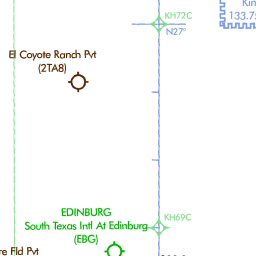 KH72C
Kin
133.7
N27°
El Coyote Ranch Pvt
(2TA8)
EDINBURG
South Texas Intl At Edinburg
(EBG)
KH69C
re Fld Pvt